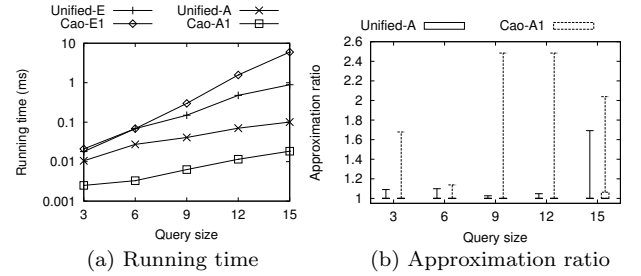 Unified-E Unified-A
Cao-E1 Cao-A1
Running time (ms)
10
1
0.1
0.01
0.001
3 6 9 12 15
Query size
(a) Running time
Unified-A Cao-A1
Approximation ratio
2.6
2.4
2.2
2
1.8
1.6
1.4
1.2
1
3 6 9 12 15
Query size
(b) Approximation ratio